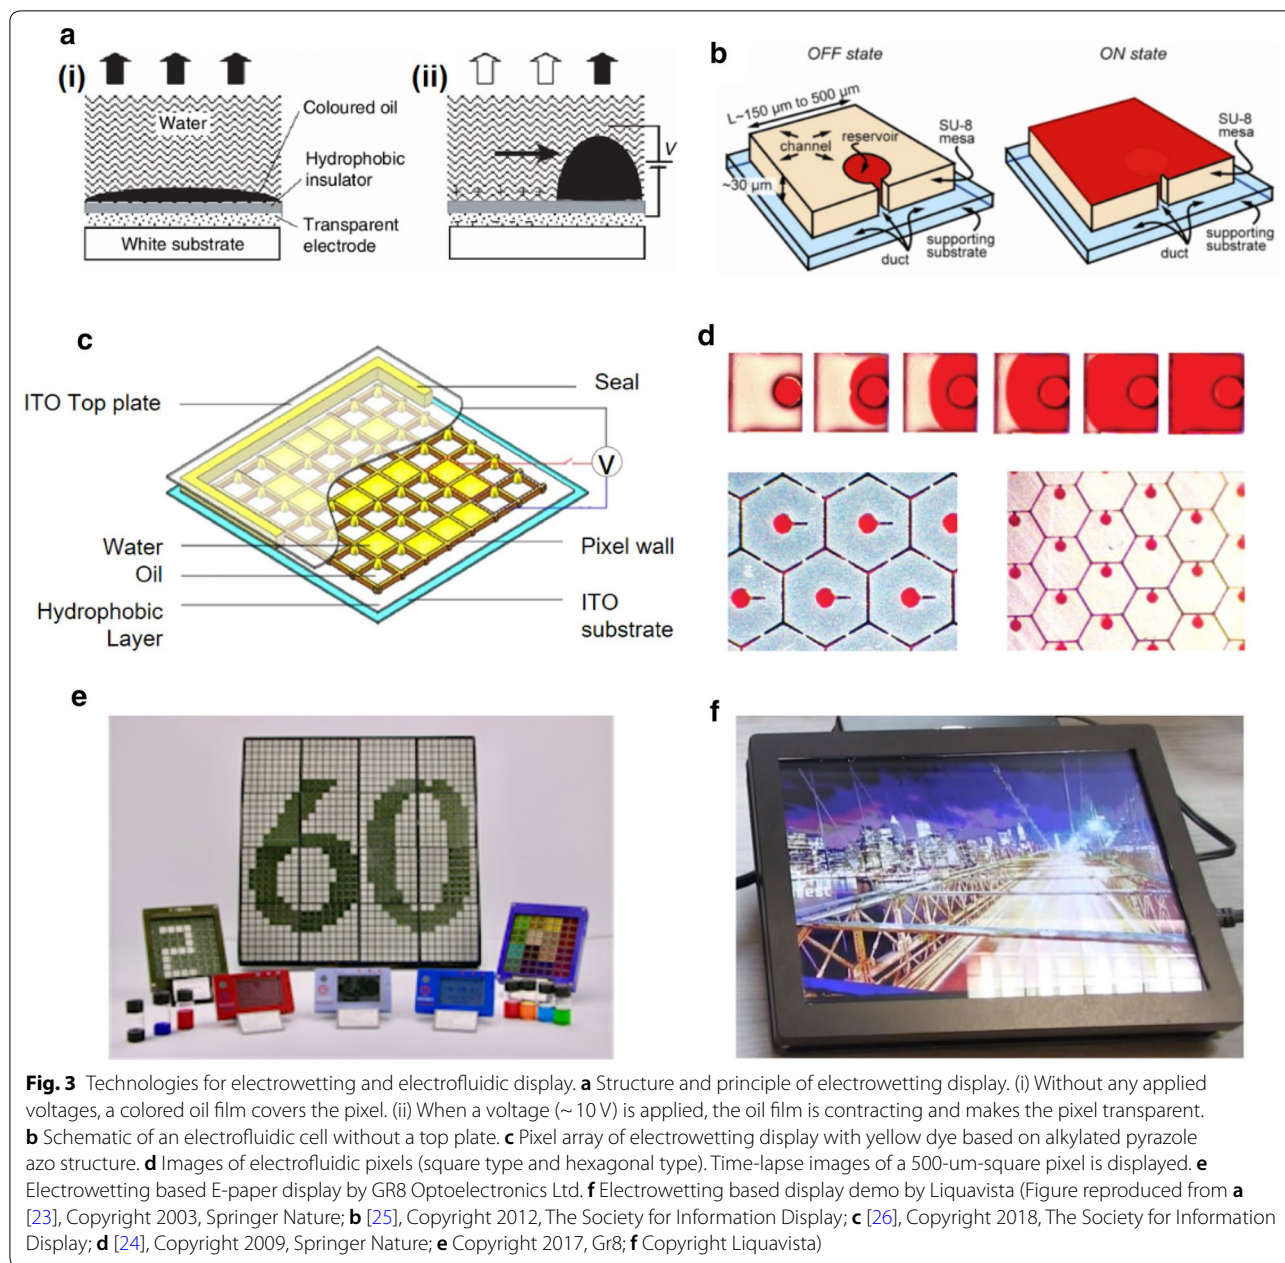 a
(i)
Water
Coloured oil
Hydrophobic
insulator
Transparent
electrode
White substrate
(ii)
V
b
OFF state
ON state
L~150 µm to 500 µm
channel
reservoir
~30 µm
SU-8
mesa
duct
supporting
substrate
SU-8
mesa
duct
supporting
substrate
c
ITO Top plate
Seal
V
Water
Oil
Hydrophobic
Layer
Pixel wall
ITO
substrate
d
e
60
f
Fig. 3 Technologies for electrowetting and electrofluidic display. a Structure and principle of electrowetting display. (i) Without any applied
voltages, a colored oil film covers the pixel. (ii) When a voltage (~ 10 V) is applied, the oil film is contracting and makes the pixel transparent.
b Schematic of an electrofluidic cell without a top plate. c Pixel array of electrowetting display with yellow dye based on alkylated pyrazole
azo structure. d Images of electrofluidic pixels (square type and hexagonal type). Time-lapse images of a 500-um-square pixel is displayed. e
Electrowetting based E-paper display by GR8 Optoelectronics Ltd. f Electrowetting based display demo by Liquavista (Figure reproduced from a
[23], Copyright 2003, Springer Nature; b [25], Copyright 2012, The Society for Information Display; c [26], Copyright 2018, The Society for Information
Display; d [24], Copyright 2009, Springer Nature; e Copyright 2017, Gr8; f Copyright Liquavista)